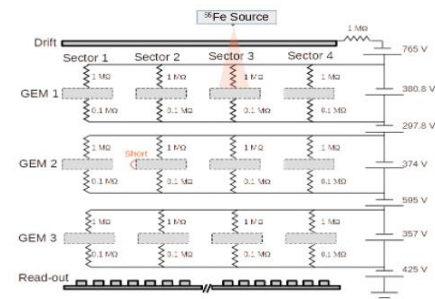 ⁵⁵Fe Source
1 MΩ
Drift
765 V
Sector 1 Sector 2 Sector 3 Sector 4
1 MΩ 1 MΩ 1 MΩ 1 MΩ
GEM 1
380.8 V
0.1 MΩ 0.1 MΩ 0.1 MΩ 0.1 MΩ
297.8 V
1 MΩ 1 MΩ 1 MΩ 1 MΩ
Short
GEM 2
374 V
0.1 MΩ 0.1 MΩ 0.1 MΩ 0.1 MΩ
595 V
1 MΩ 1 MΩ 1 MΩ 1 MΩ
GEM 3
357 V
0.1 MΩ 0.1 MΩ 0.1 MΩ 0.1 MΩ
425 V
Read-out